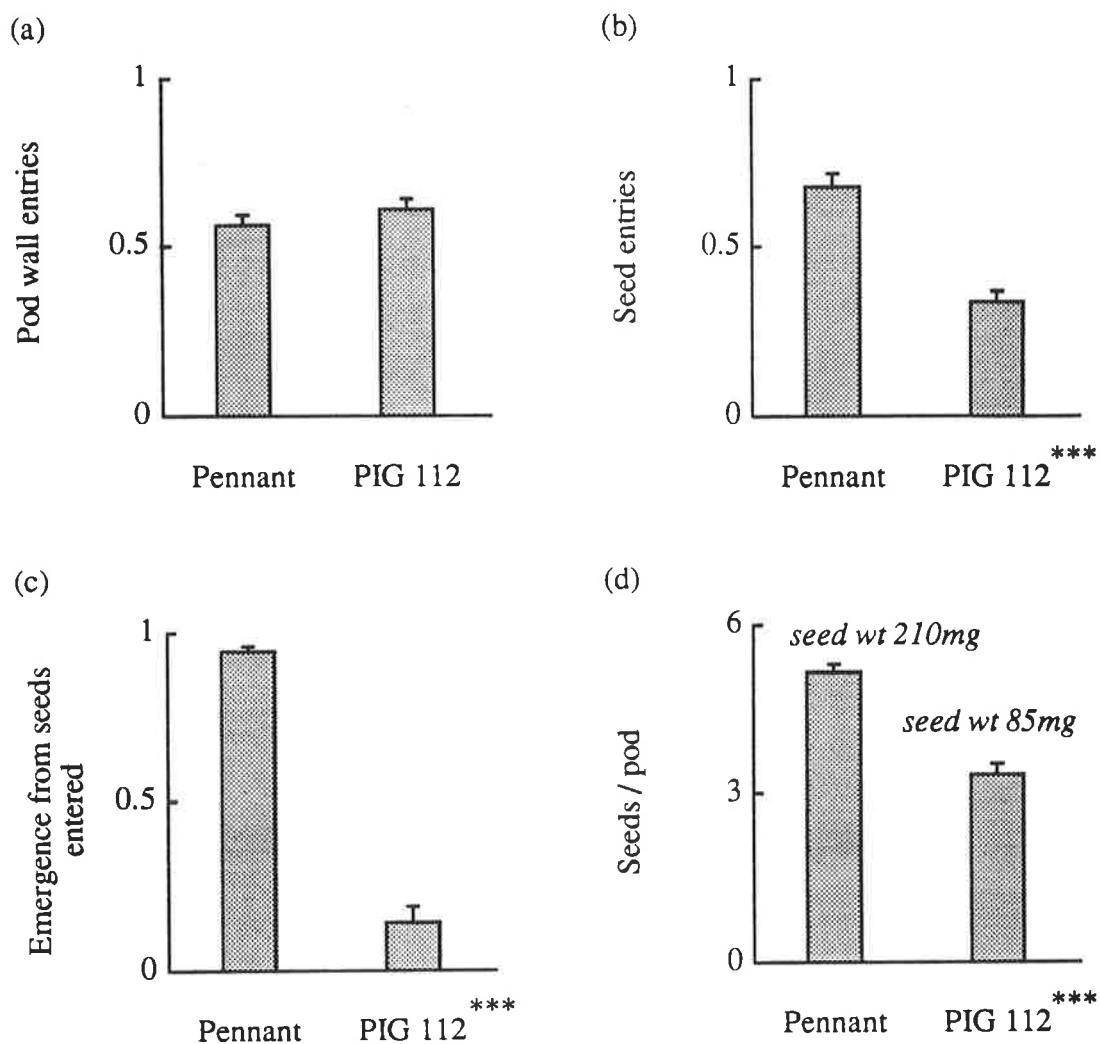 (a)
1
0.5
0
Pod wall entries
Pennant
PIG 112
(b)
1
0.5
0
Seed entries
Pennant
PIG 112 ***
(c)
1
0.5
0
Emergence from seeds
entered
Pennant
PIG 112 ***
(d)
6
3
0
Seeds / pod
seed wt 210mg
seed wt 85mg
Pennant
PIG 112 ***